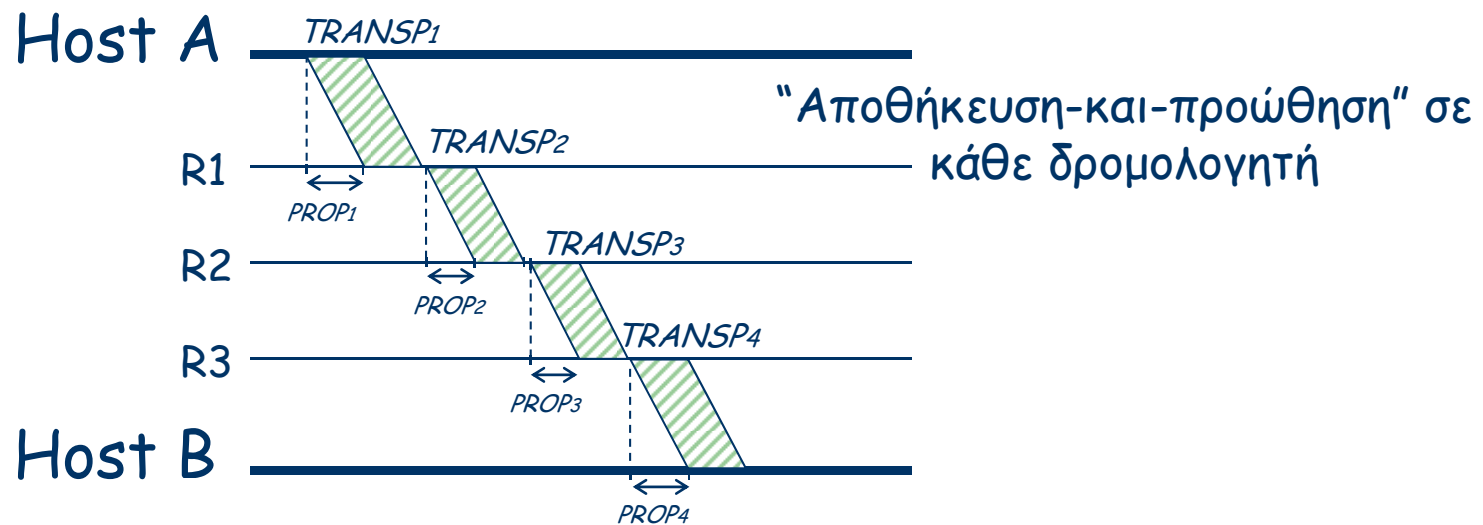 Host A
TRANSP1
"Αποθήκευση-και-προώθηση" σε
κάθε δρομολογητή
TRANSP2
R1
PROP1
TRANSP3
R2
PROP2
TRANSP4
R3
PROP3
Host B
PROP4